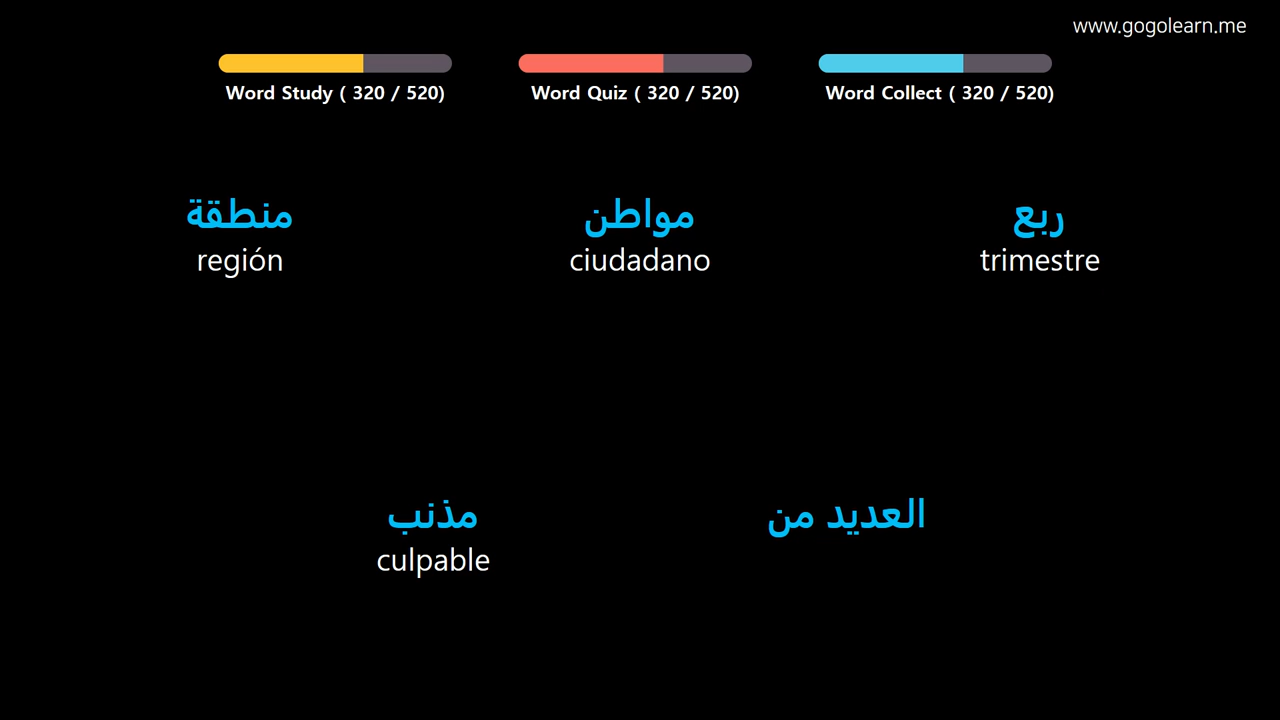 www.gogolearn.me
Word Study ( 320 / 520)
Word Quiz ( 320 / 520)
Word Collect ( 320 / 520)
منطقة
región
مواطن
ciudadano
ربع
trimestre
مذنب
culpable
العديد من